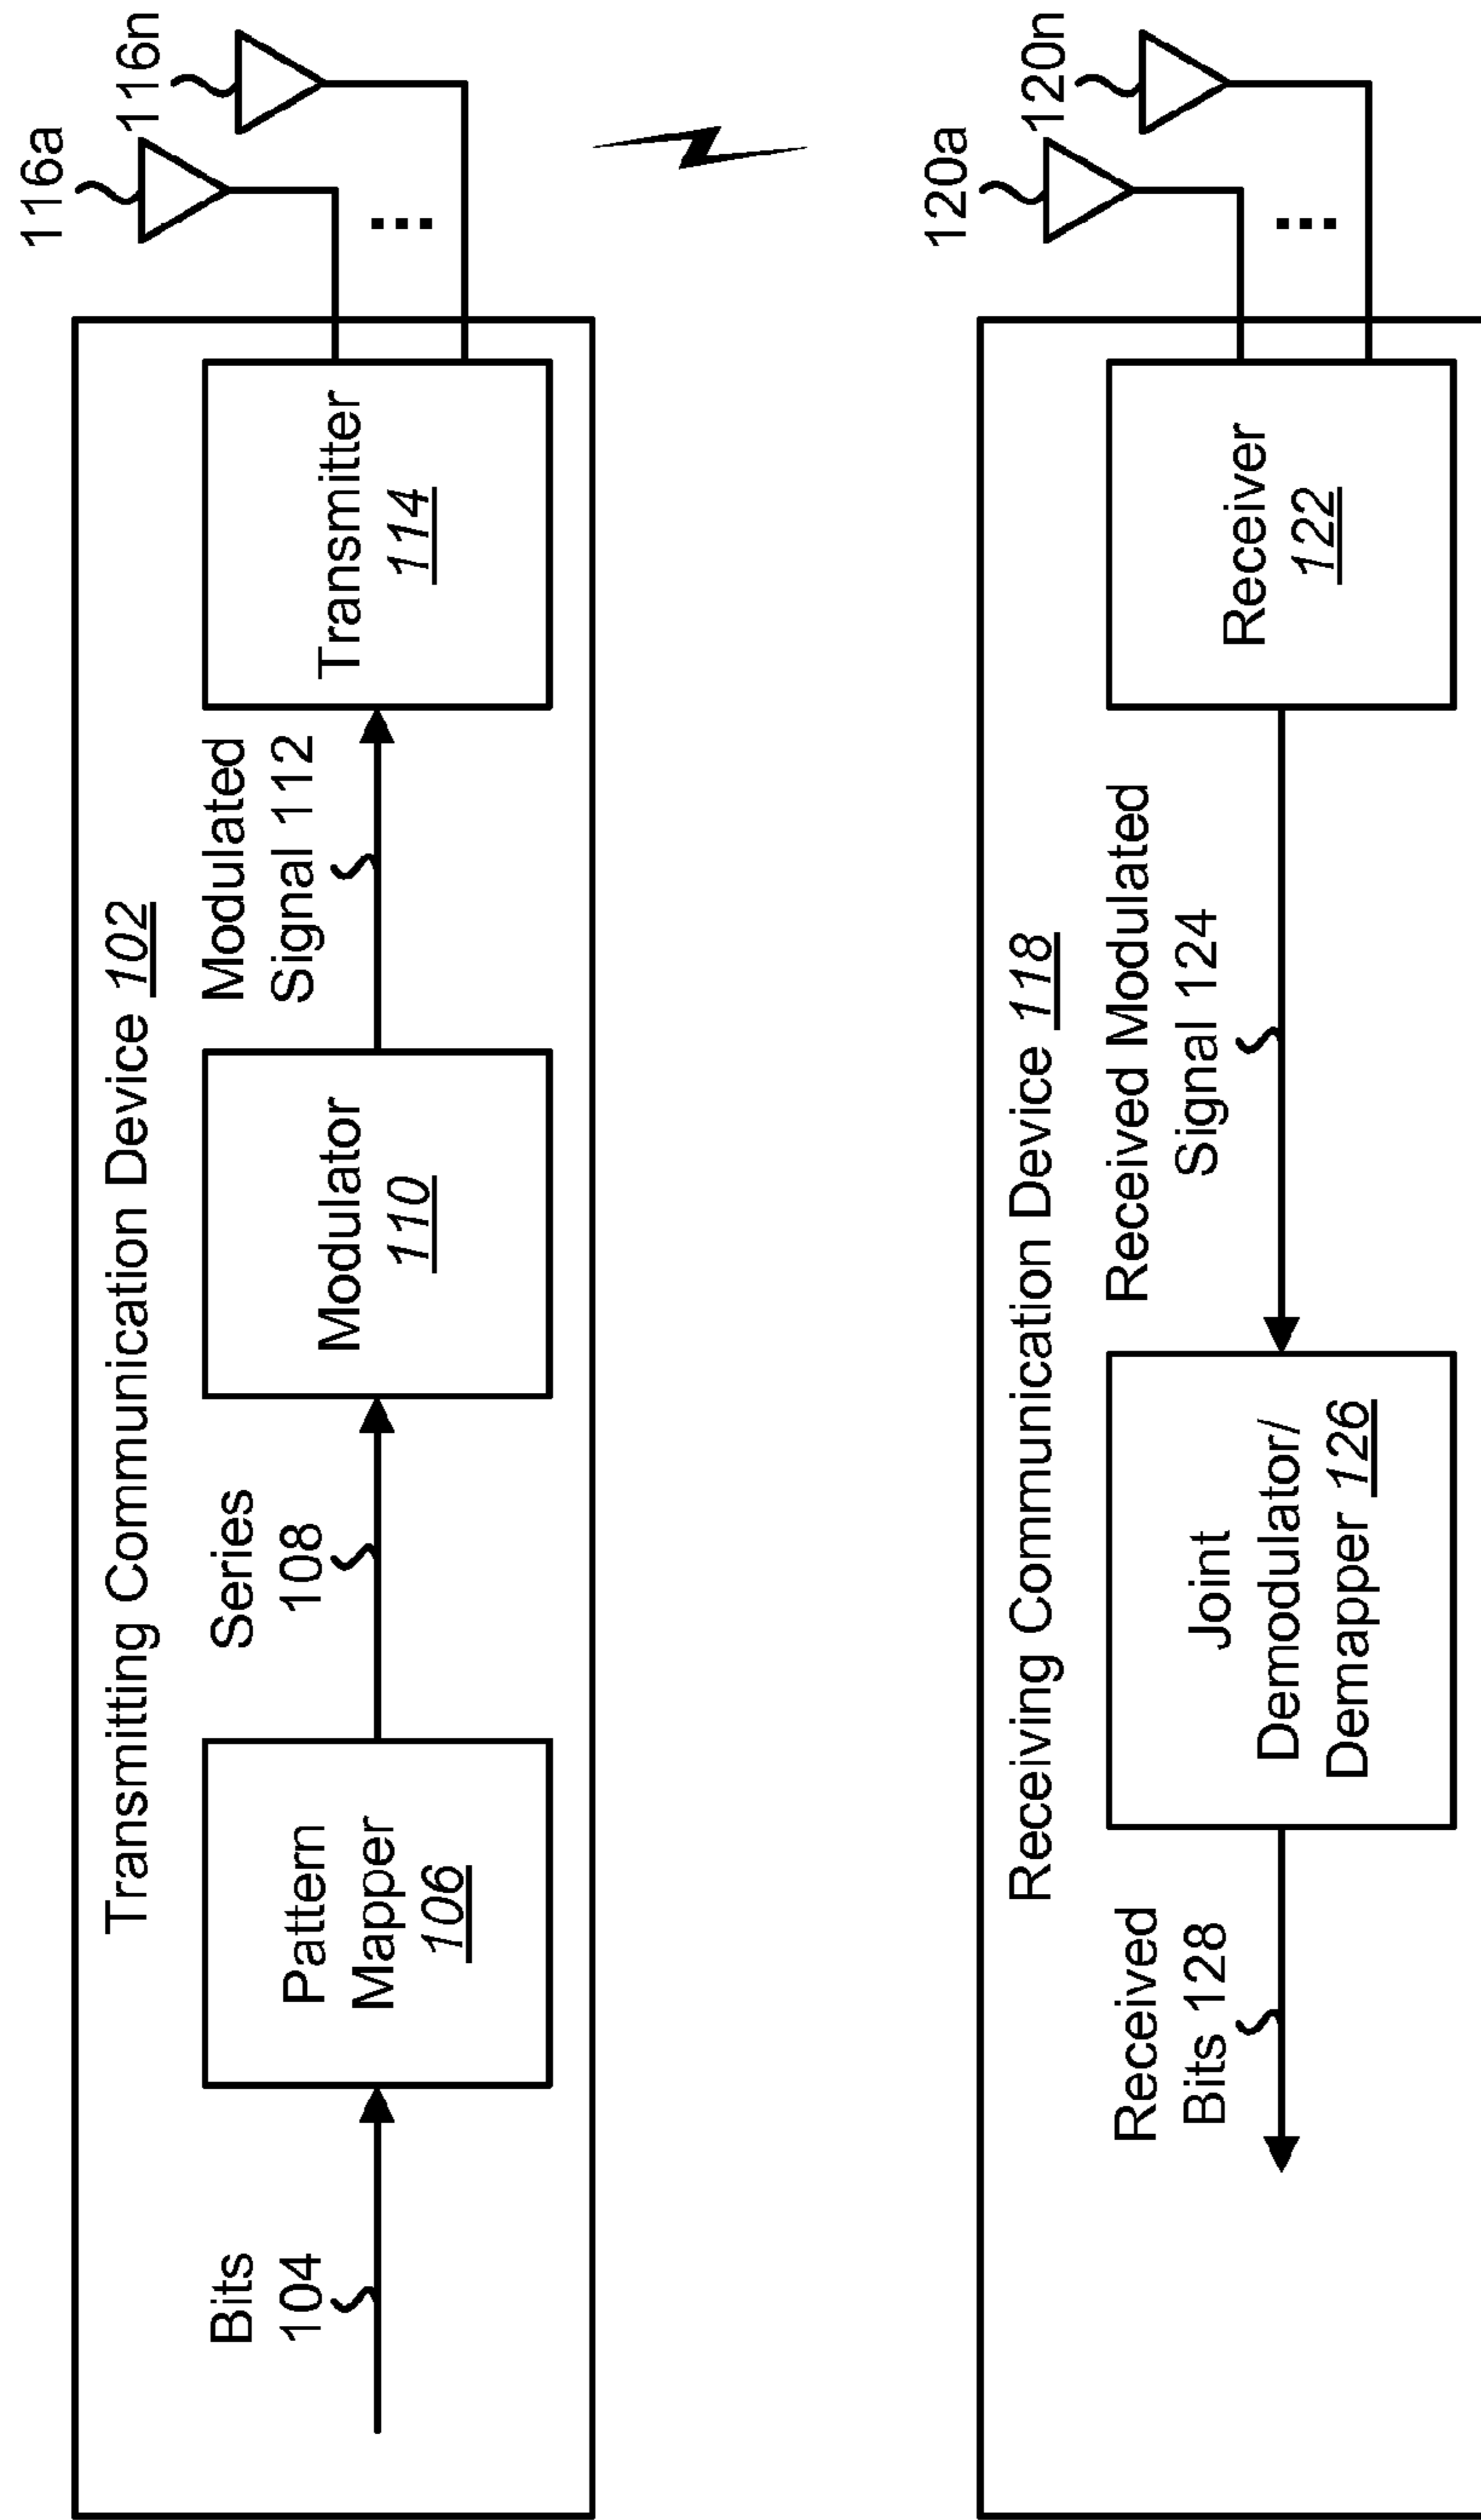 Transmitting Communication Device 102
Bits
104
Pattern
Mapper
106
Series
108
Modulator
110
Modulated
Signal 112
Transmitter
114
116a
116n
Receiving Communication Device 118
Received
Bits 128
Joint
Demodulator/
Demapper 126
Received Modulated
Signal 124
Receiver
122
120a
120n